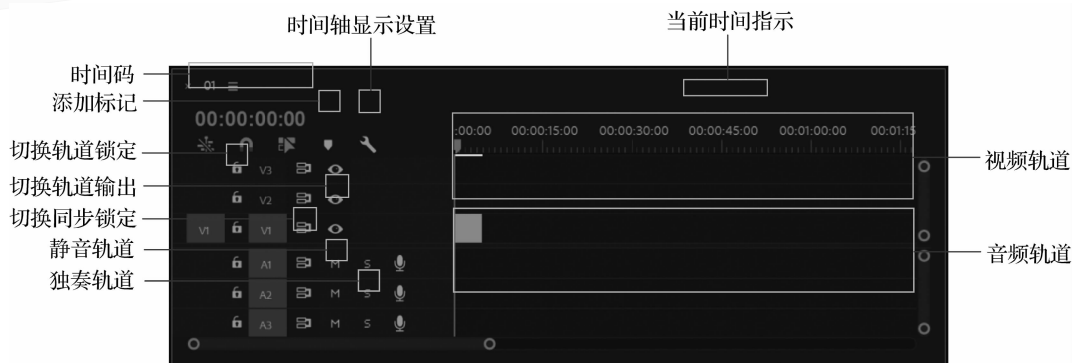 时间轴显示设置
当前时间指示
时间码
添加标记
切换轨道锁定
切换轨道输出
切换同步锁定
静音轨道
独奏轨道
视频轨道
音频轨道
× 01 ≡
00:00:00:00
:00:00 00:00:15:00 00:00:30:00 00:00:45:00 00:01:00:00 00:01:15
V3
V2
V1 V1
A1 M S
A2 M S
A3 M S